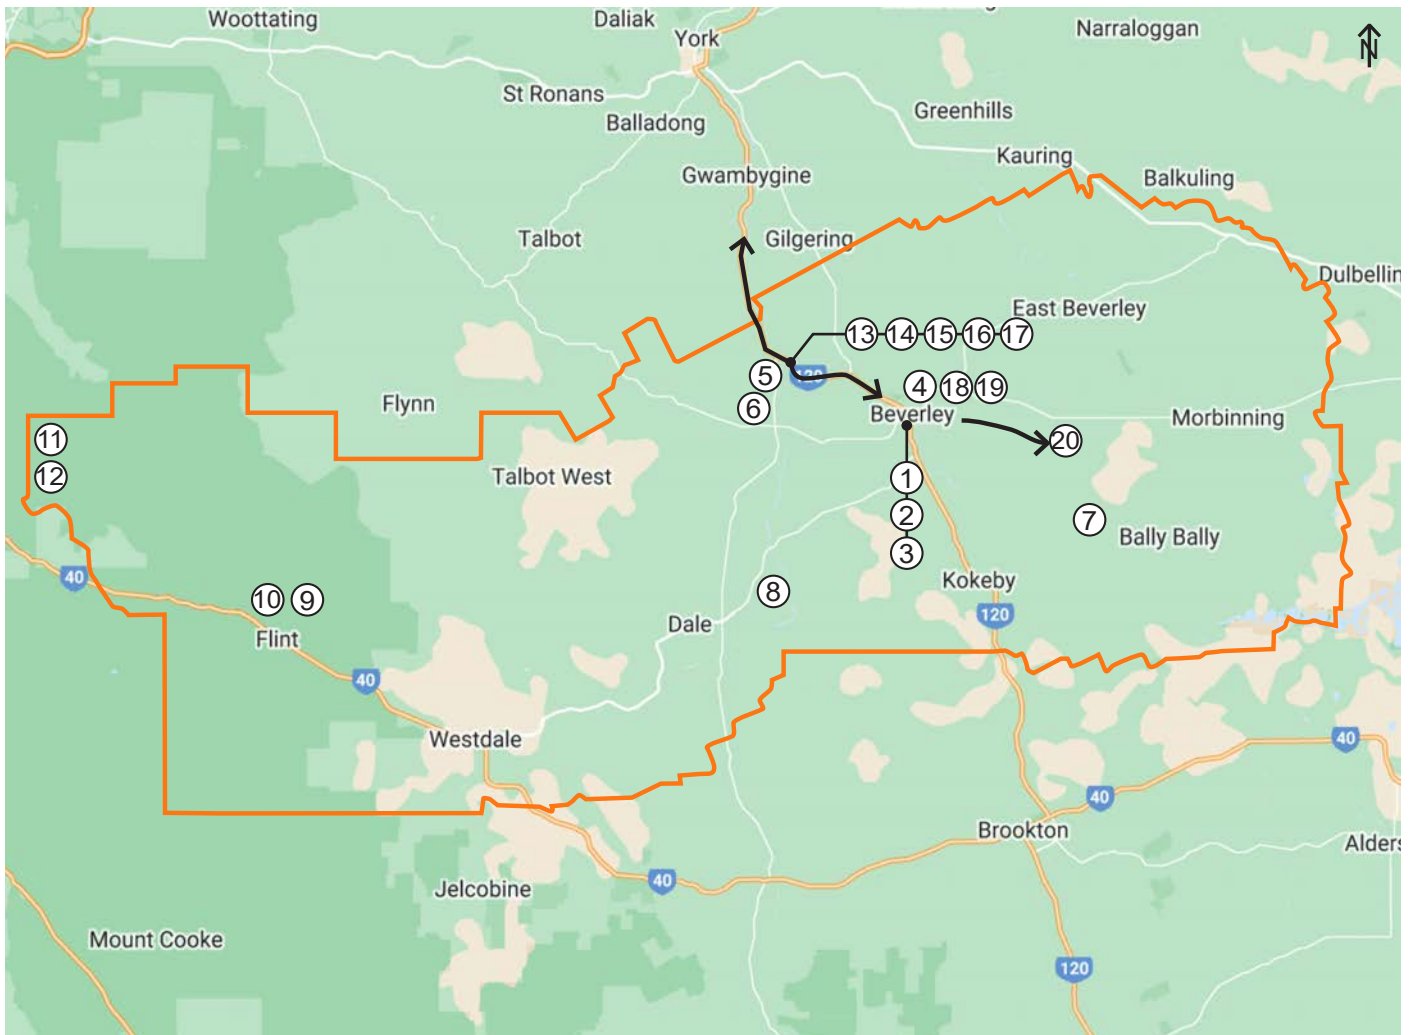 Woottating
Daliak
Narraloggan
N
York
St Ronans
Greenhills
Balladong
Kauring
Gwambygine
Balkuling
Talbot
Gilgering
Dulbellin
East Beverley
13 14 15 16 17
5
120
4 18 19
Flynn
6
Beverley
Morbinning
11
20
12
Talbot West
1
2
7
Bally Bally
3
40
Kokeby
10 9
8
120
Flint
Dale
40
Westdale
40
40
Brookton
Alders
40
Jelcobine
Mount Cooke
120